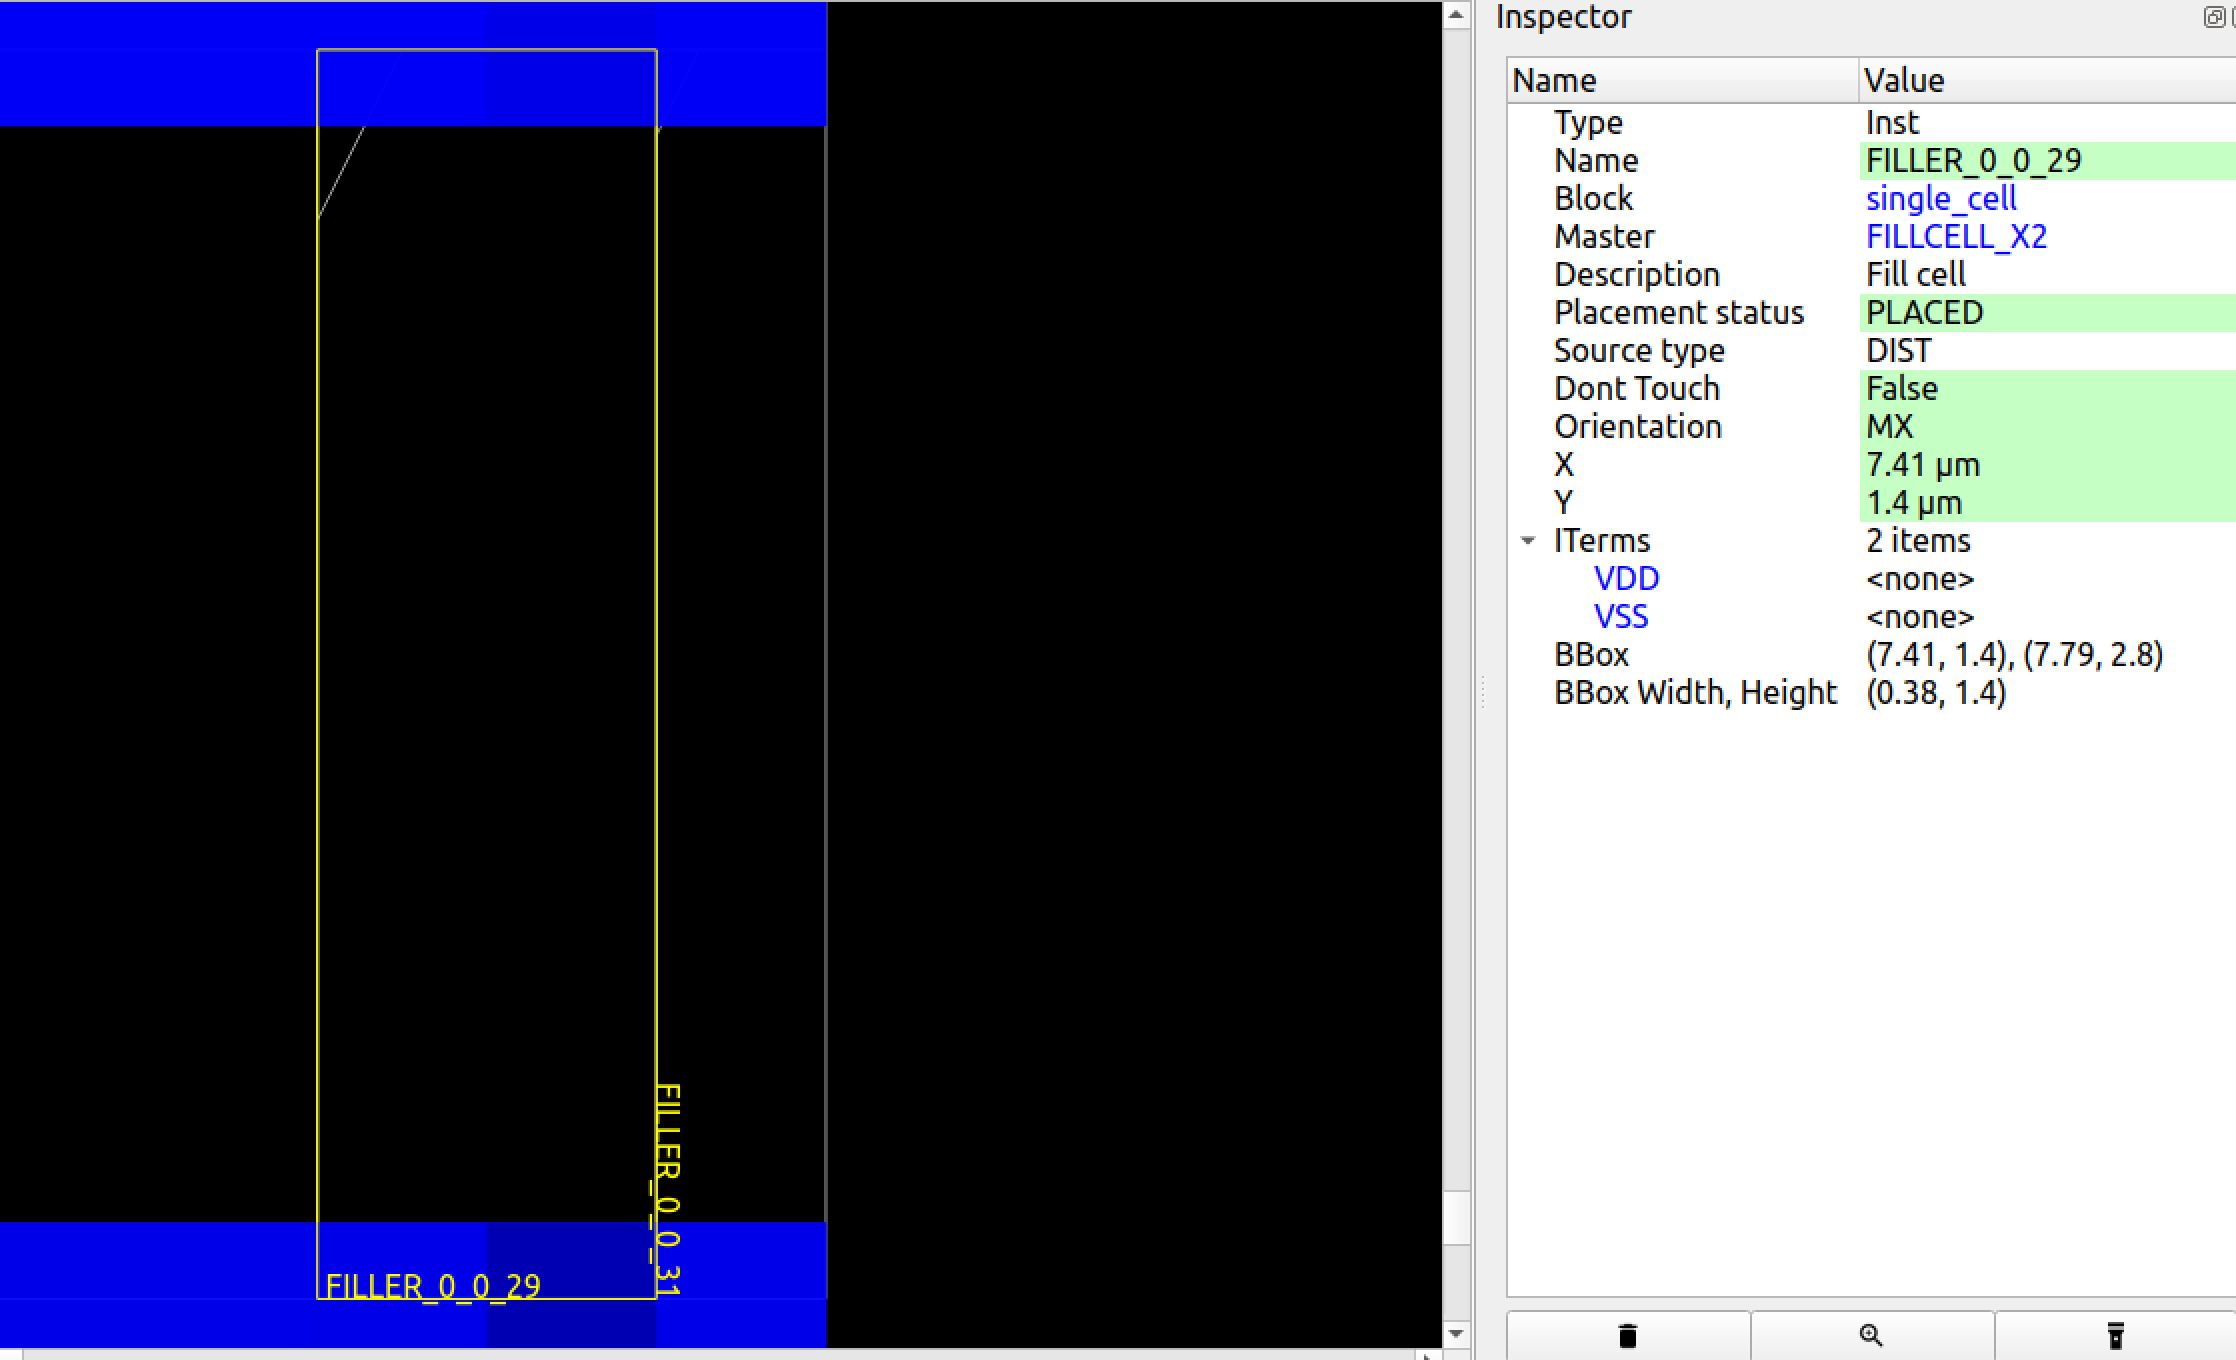 Inspector
Name Value
Type Inst
Name FILLER_0_0_29
Block single_cell
Master FILLCELL_X2
Description Fill cell
Placement status PLACED
Source type DIST
Dont Touch False
Orientation MX
X 7.41 µm
Y 1.4 µm
ITerms 2 items
VDD <none>
VSS <none>
BBox (7.41, 1.4), (7.79, 2.8)
BBox Width, Height (0.38, 1.4)
FILLER_0_0_31
FILLER_0_0_29